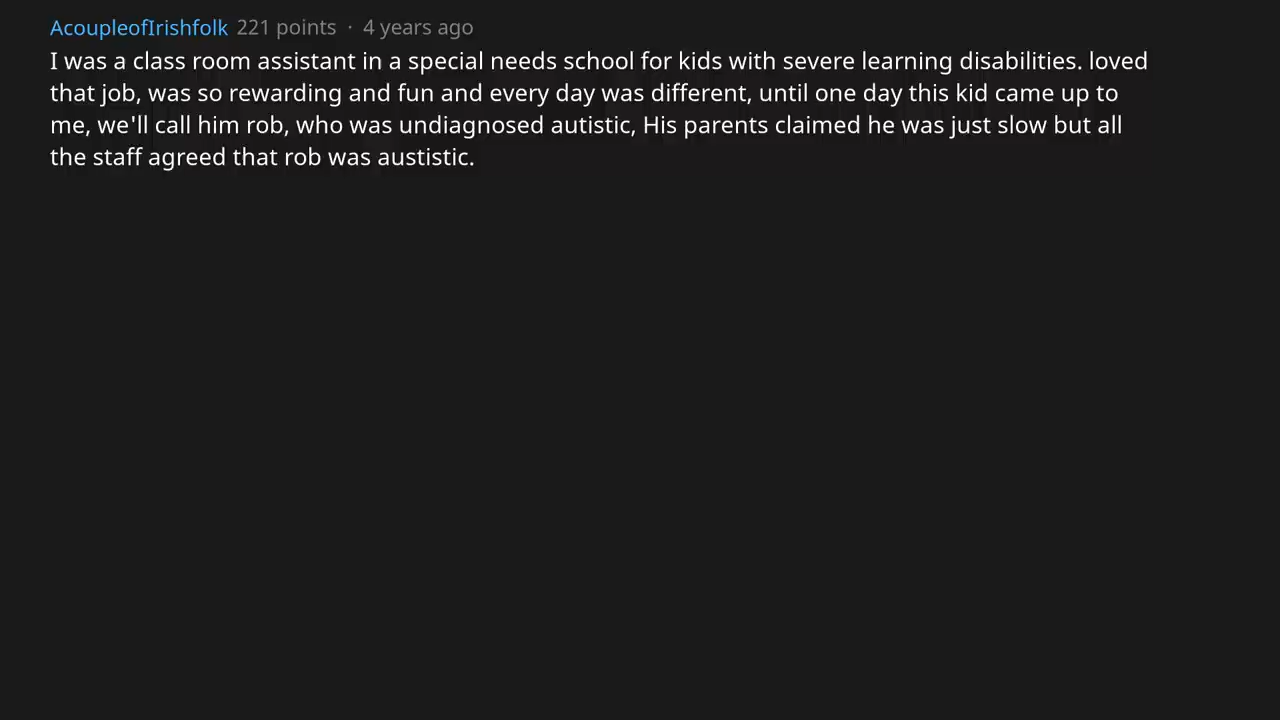 AcoupleofIrishfolk 221 points · 4 years ago
I was a class room assistant in a special needs school for kids with severe learning disabilities. loved
that job, was so rewarding and fun and every day was different, until one day this kid came up to
me, we'll call him rob, who was undiagnosed autistic, His parents claimed he was just slow but all
the staff agreed that rob was austistic.